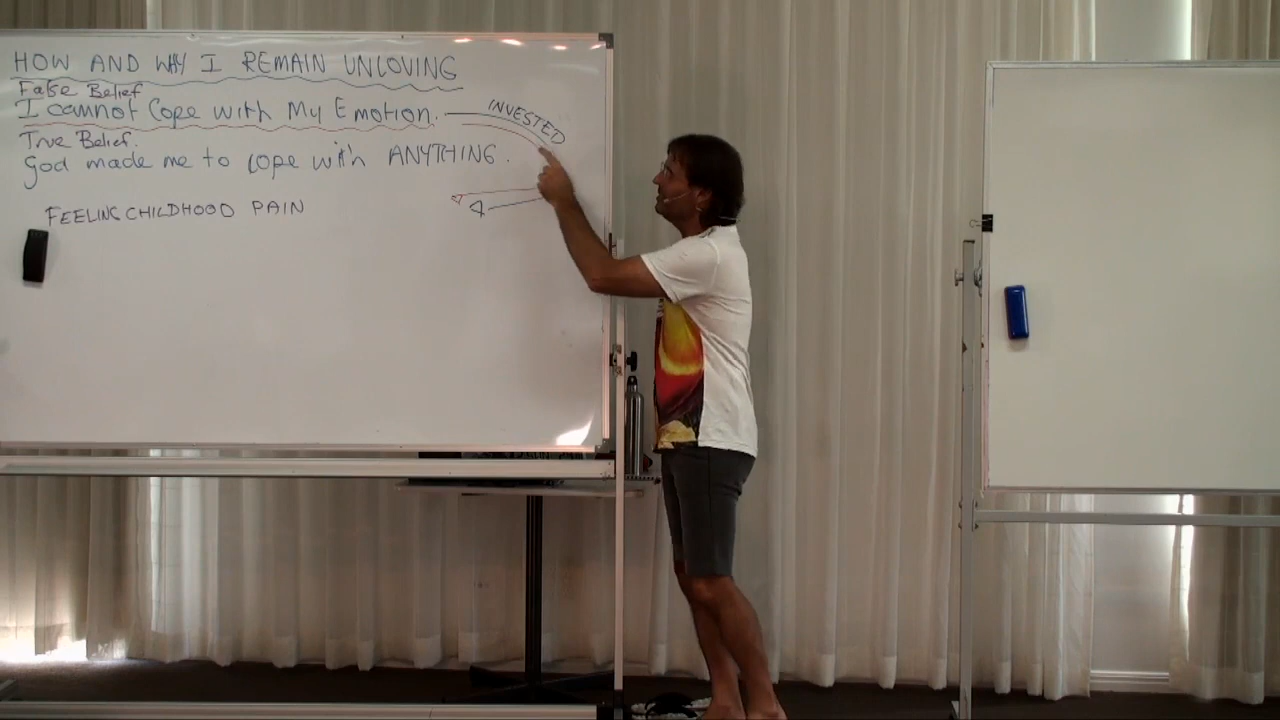 HOW AND WHY I REMAIN UNLOVING
False Belief
I cannot Cope with My Emotion.
INVESTED
True Belief.
God made me to cope with ANYTHING.
FEELING CHILDHOOD PAIN